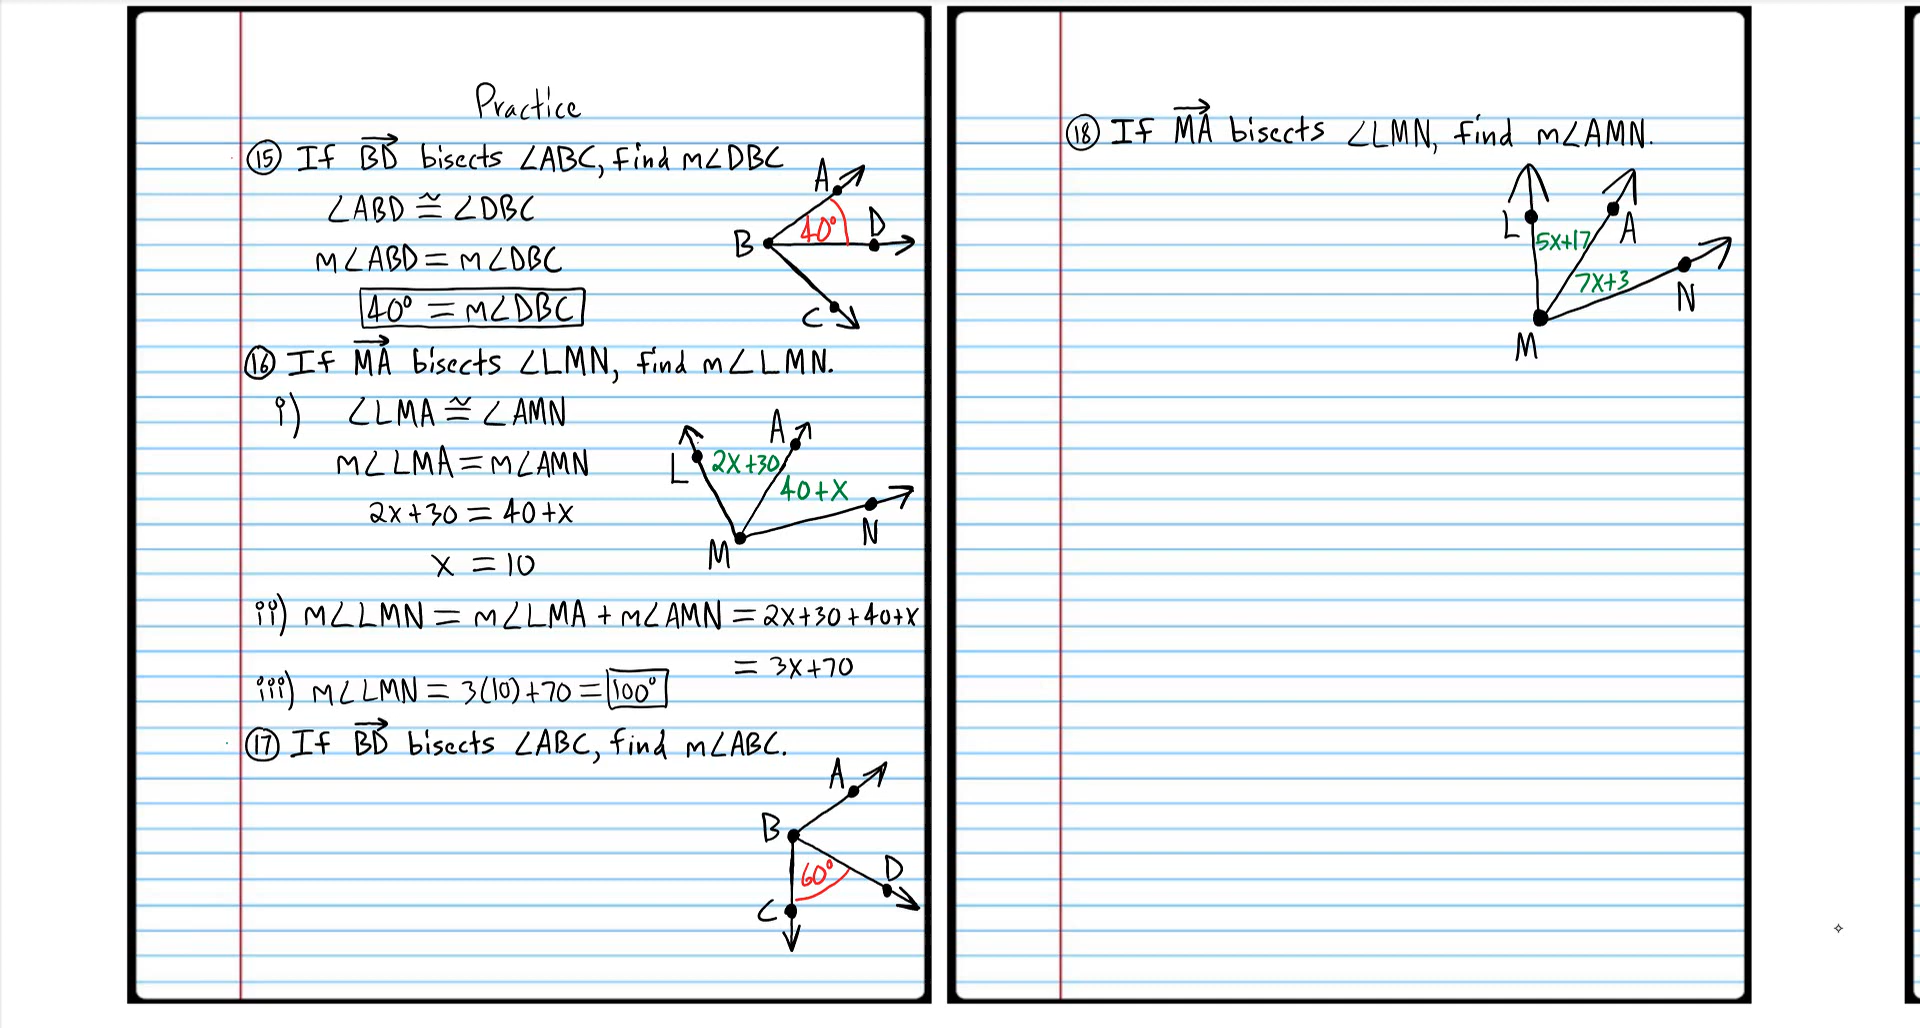 Practice
⑮ If BD bisects ∠ABC, find m∠DBC
∠ABD ≅ ∠DBC
m∠ABD = m∠DBC
40° = m∠DBC
A
40°
D
B
C
⑯ If MA bisects ∠LMN, find m∠LMN.
i) ∠LMA ≅ ∠AMN
m∠LMA = m∠AMN
2x+30 = 40+x
x = 10
A
L
2x+30
40+x
N
M
ii) m∠LMN = m∠LMA + m∠AMN = 2x+30+40+x
= 3x+70
iii) m∠LMN = 3(10)+70 = 100°
⑰ If BD bisects ∠ABC, find m∠ABC.
A
B
60°
D
C
⑱ If MA bisects ∠LMN, find m∠AMN.
L
A
5x+17
7x+3
N
M